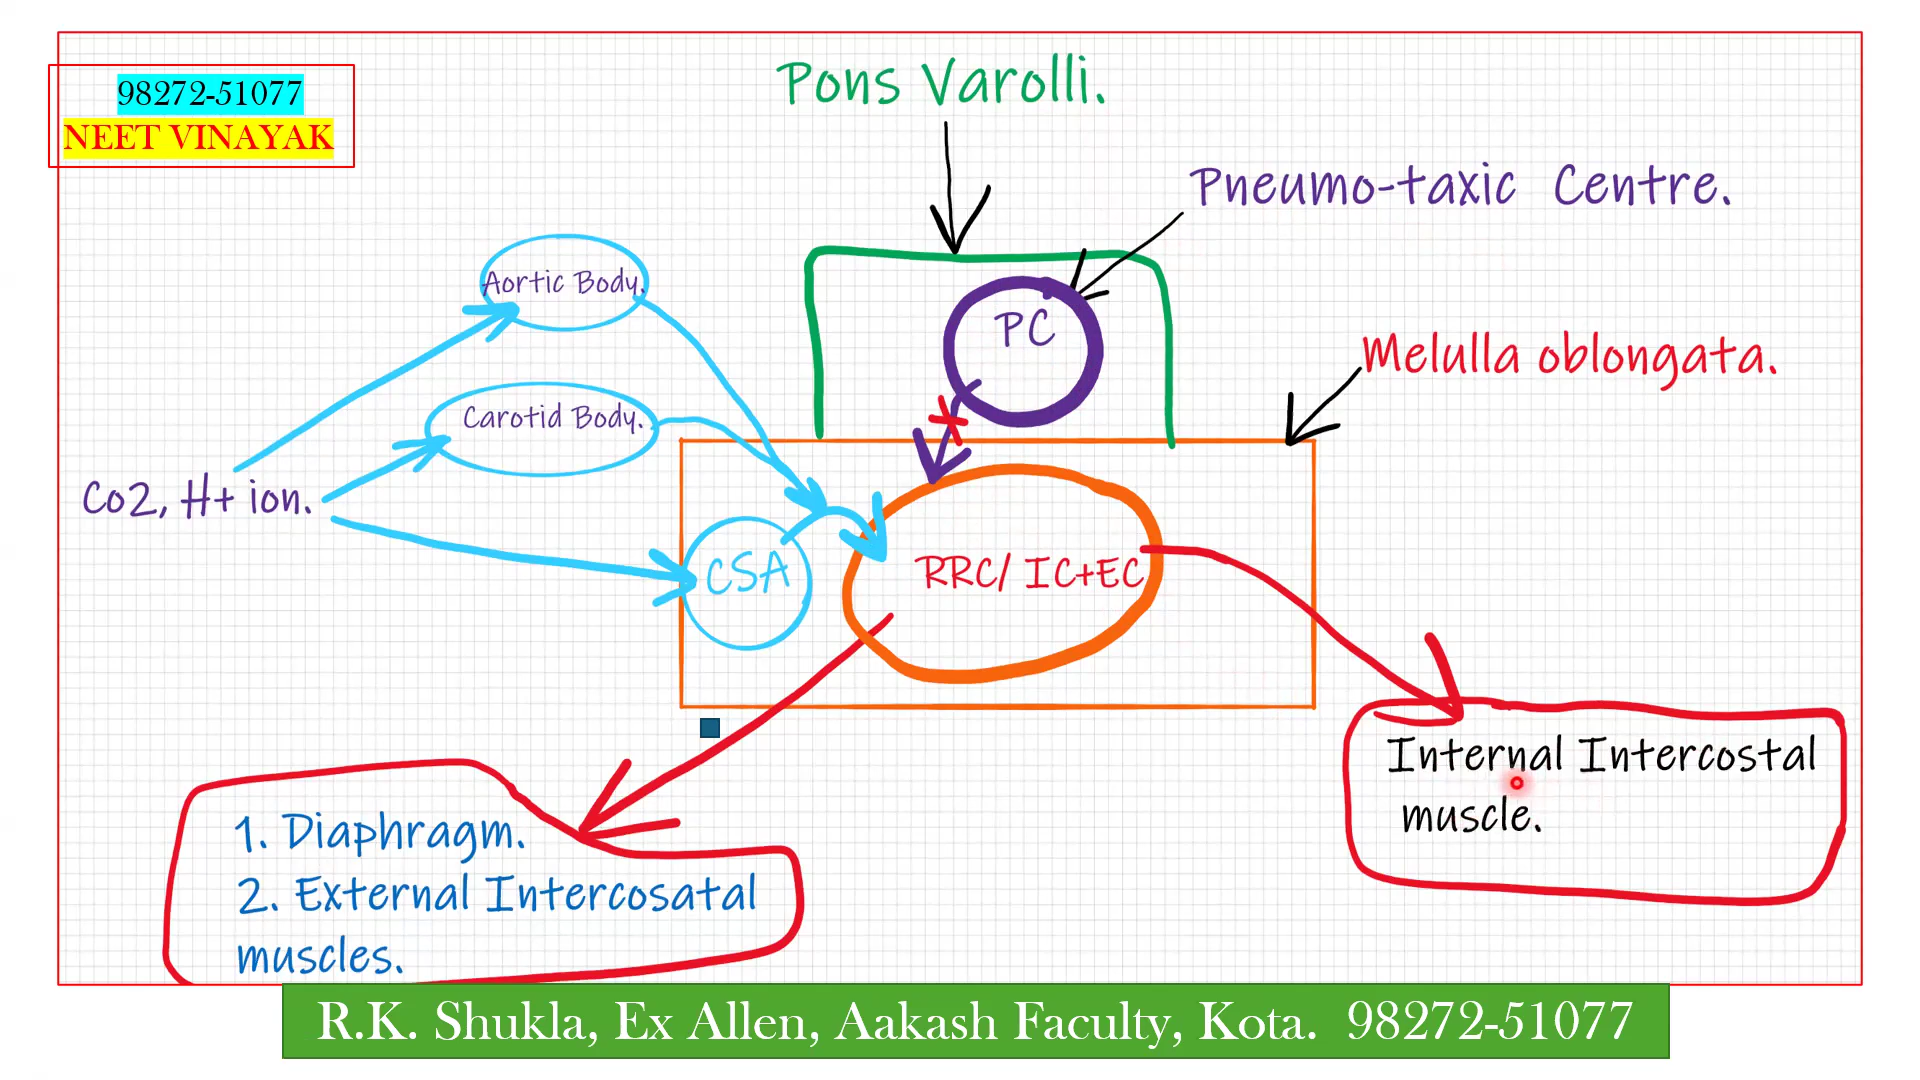 98272-51077
NEET VINAYAK
Pons Varolli.
Pneumo-taxic Centre.
Aortic Body.
PC
Melulla oblongata.
Carotid Body.
Co2, H+ ion.
CSA
RRC/ IC+EC
Internal Intercostal
muscle.
1. Diaphragm.
2. External Intercosatal
muscles.
R.K. Shukla, Ex Allen, Aakash Faculty, Kota. 98272-51077